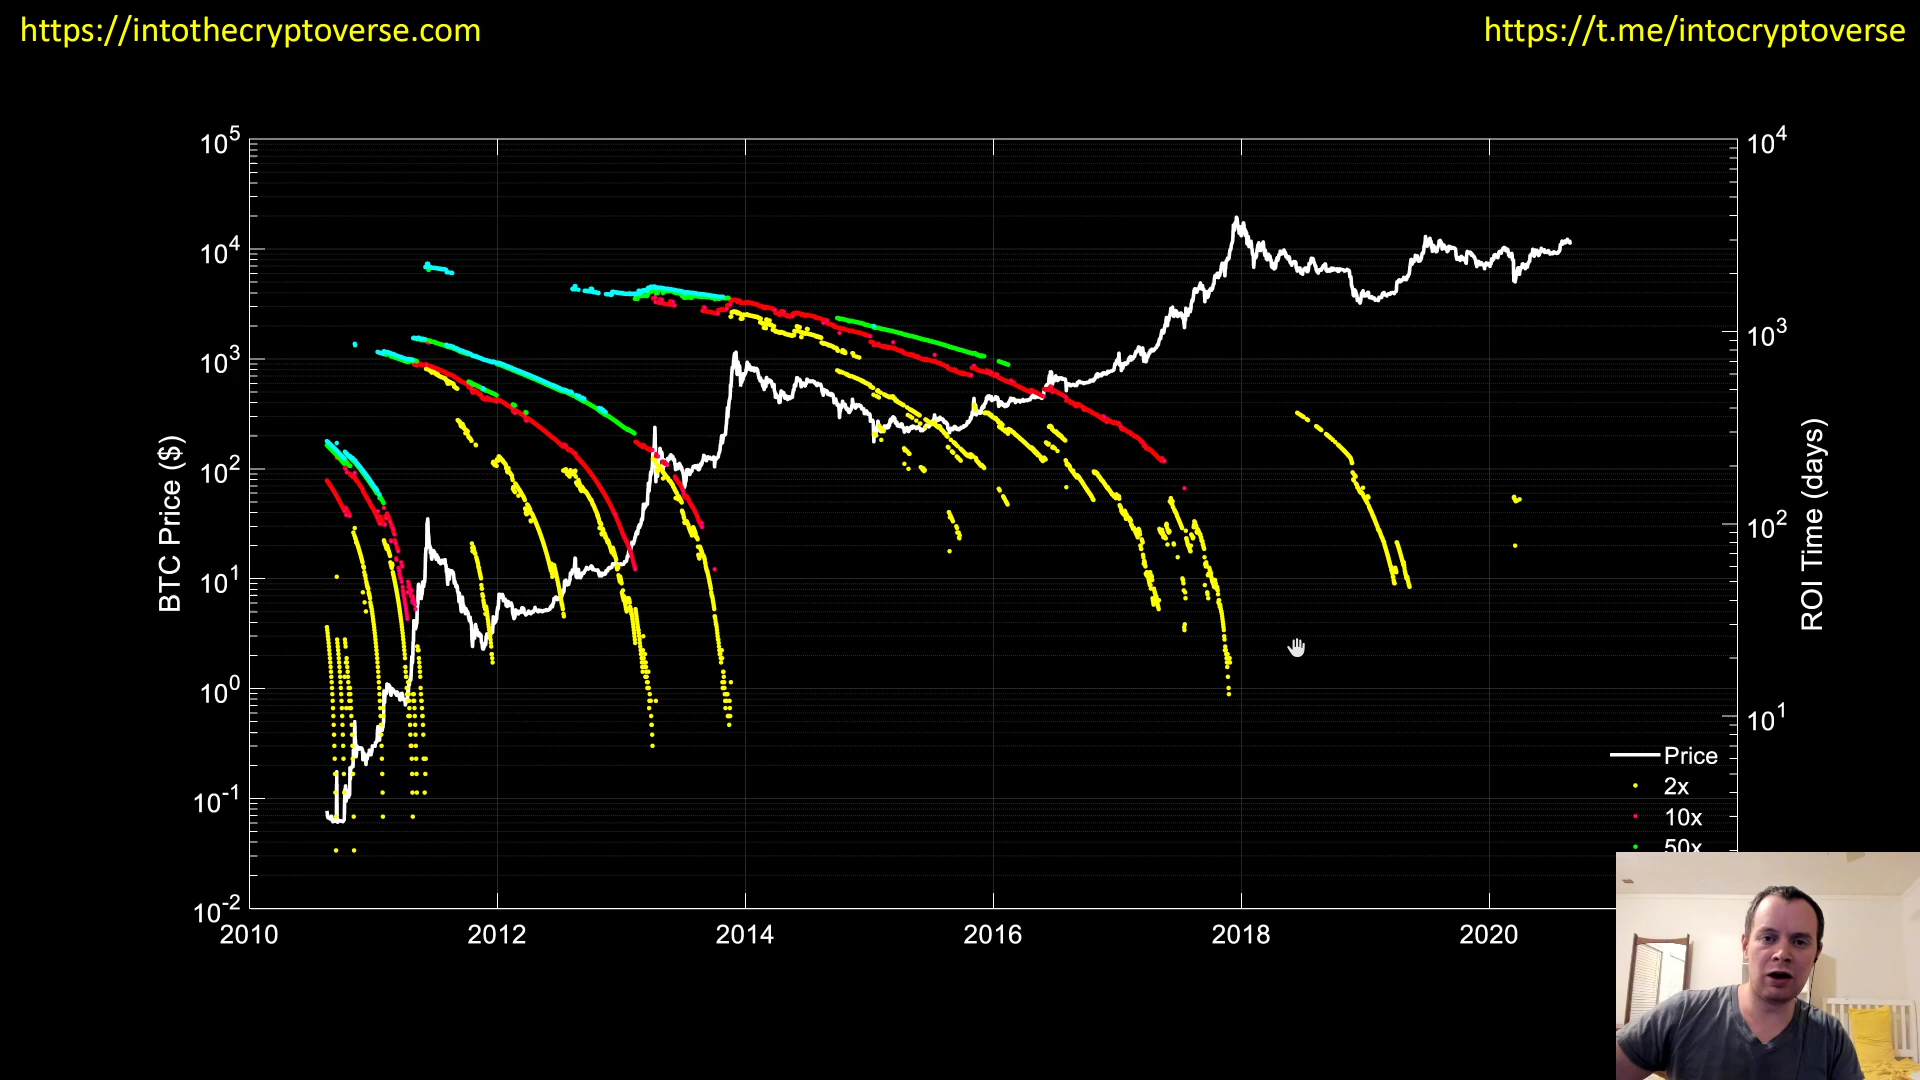 https://intothecryptoverse.com
https://t.me/intocryptoverse
10^5
10^4
10^3
10^2
10^1
10^0
10^-1
10^-2
BTC Price ($)
2010 2012 2014 2016 2018 2020
10^4
10^3
10^2
10^1
ROI Time (days)
Price
2x
10x
50x